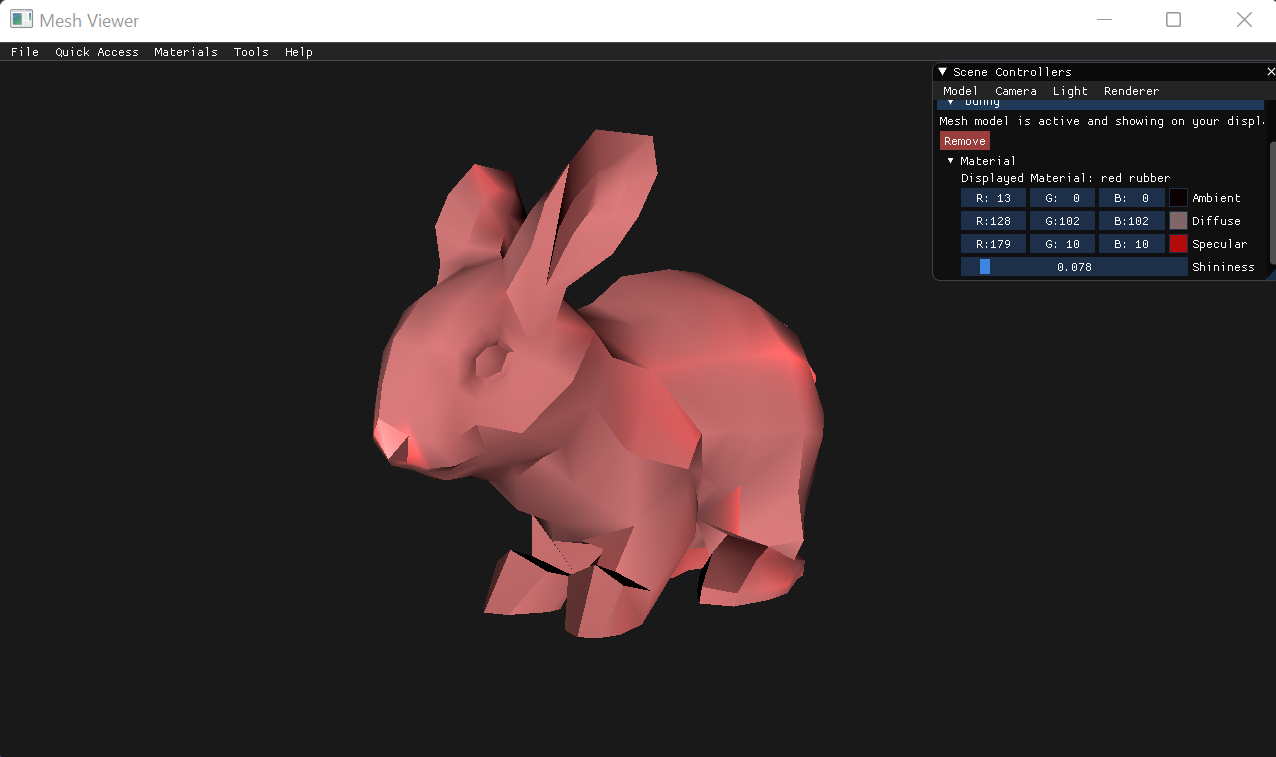 Mesh Viewer
File Quick Access Materials Tools Help
Scene Controllers
Model Camera Light Renderer
Bunny
Mesh model is active and showing on your displ
Remove
Material
Displayed Material: red rubber
R: 13 G: 0 B: 0 Ambient
R:128 G:102 B:102 Diffuse
R:179 G: 10 B: 10 Specular
0.078 Shininess